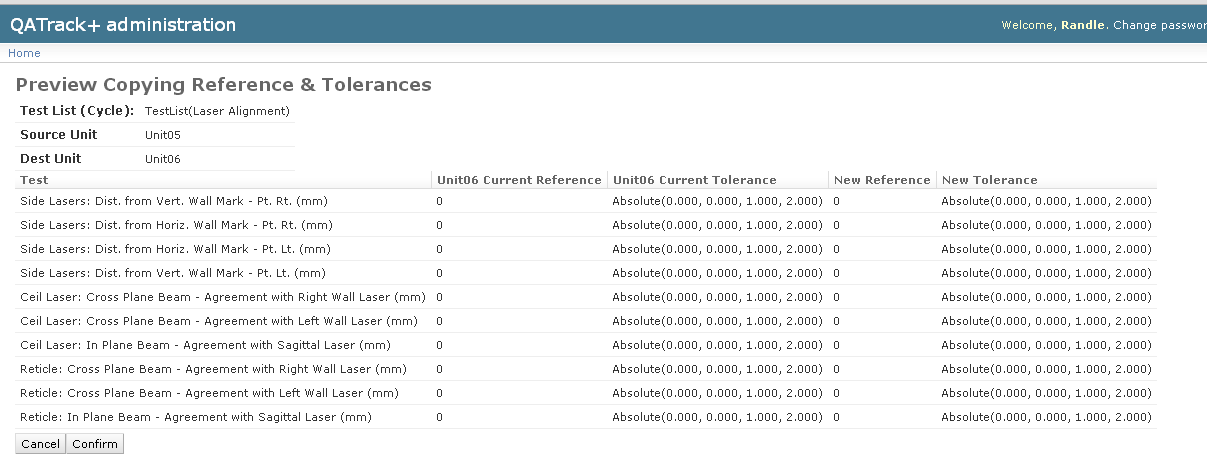 QATrack+ administration Welcome, Randle. Change passwor
Home
Preview Copying Reference & Tolerances
Test List (Cycle): TestList(Laser Alignment)
Source Unit Unit05
Dest Unit Unit06
Test Unit06 Current Reference Unit06 Current Tolerance New Reference New Tolerance
Side Lasers: Dist. from Vert. Wall Mark - Pt. Rt. (mm) 0 Absolute(0.000, 0.000, 1.000, 2.000) 0 Absolute(0.000, 0.000, 1.000, 2.000)
Side Lasers: Dist. from Horiz. Wall Mark - Pt. Rt. (mm) 0 Absolute(0.000, 0.000, 1.000, 2.000) 0 Absolute(0.000, 0.000, 1.000, 2.000)
Side Lasers: Dist. from Horiz. Wall Mark - Pt. Lt. (mm) 0 Absolute(0.000, 0.000, 1.000, 2.000) 0 Absolute(0.000, 0.000, 1.000, 2.000)
Side Lasers: Dist. from Vert. Wall Mark - Pt. Lt. (mm) 0 Absolute(0.000, 0.000, 1.000, 2.000) 0 Absolute(0.000, 0.000, 1.000, 2.000)
Ceil Laser: Cross Plane Beam - Agreement with Right Wall Laser (mm) 0 Absolute(0.000, 0.000, 1.000, 2.000) 0 Absolute(0.000, 0.000, 1.000, 2.000)
Ceil Laser: Cross Plane Beam - Agreement with Left Wall Laser (mm) 0 Absolute(0.000, 0.000, 1.000, 2.000) 0 Absolute(0.000, 0.000, 1.000, 2.000)
Ceil Laser: In Plane Beam - Agreement with Sagittal Laser (mm) 0 Absolute(0.000, 0.000, 1.000, 2.000) 0 Absolute(0.000, 0.000, 1.000, 2.000)
Reticle: Cross Plane Beam - Agreement with Right Wall Laser (mm) 0 Absolute(0.000, 0.000, 1.000, 2.000) 0 Absolute(0.000, 0.000, 1.000, 2.000)
Reticle: Cross Plane Beam - Agreement with Left Wall Laser (mm) 0 Absolute(0.000, 0.000, 1.000, 2.000) 0 Absolute(0.000, 0.000, 1.000, 2.000)
Reticle: In Plane Beam - Agreement with Sagittal Laser (mm) 0 Absolute(0.000, 0.000, 1.000, 2.000) 0 Absolute(0.000, 0.000, 1.000, 2.000)
Cancel Confirm